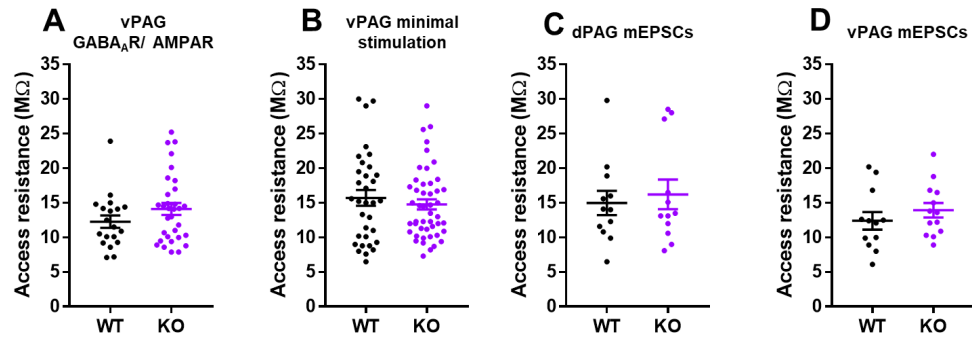 A
vPAG
GABAAR/ AMPAR
Access resistance (MΩ)
35
30
25
20
15
10
5
0
WT
KO
B
vPAG minimal
stimulation
Access resistance (MΩ)
35
30
25
20
15
10
5
0
WT
KO
C
dPAG mEPSCs
Access resistance (MΩ)
35
30
25
20
15
10
5
0
WT
KO
D
vPAG mEPSCs
Access resistance (MΩ)
35
30
25
20
15
10
5
0
WT
KO